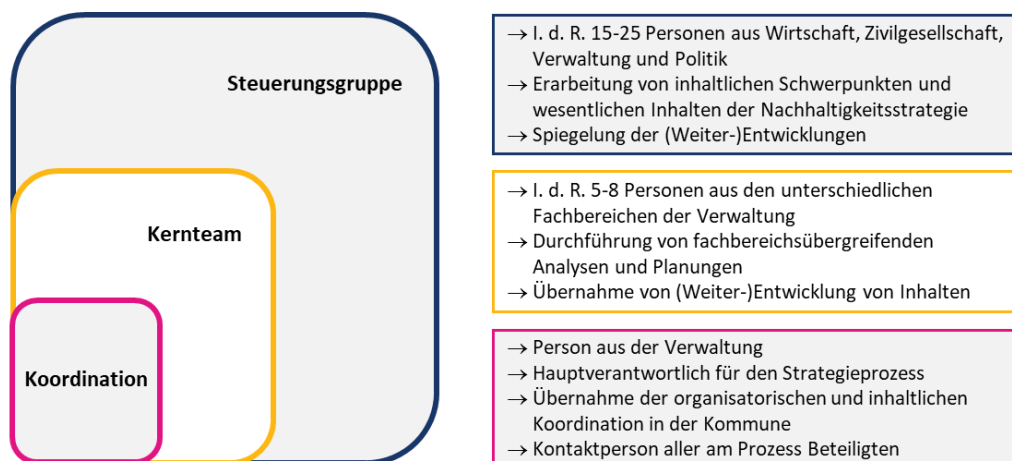 Steuerungsgruppe
Kernteam
Koordination
→ I. d. R. 15-25 Personen aus Wirtschaft, Zivilgesellschaft,
Verwaltung und Politik
→ Erarbeitung von inhaltlichen Schwerpunkten und
wesentlichen Inhalten der Nachhaltigkeitsstrategie
→ Spiegelung der (Weiter-)Entwicklungen
→ I. d. R. 5-8 Personen aus den unterschiedlichen
Fachbereichen der Verwaltung
→ Durchführung von fachbereichsübergreifenden
Analysen und Planungen
→ Übernahme von (Weiter-)Entwicklung von Inhalten
→ Person aus der Verwaltung
→ Hauptverantwortlich für den Strategieprozess
→ Übernahme der organisatorischen und inhaltlichen
Koordination in der Kommune
→ Kontaktperson aller am Prozess Beteiligten